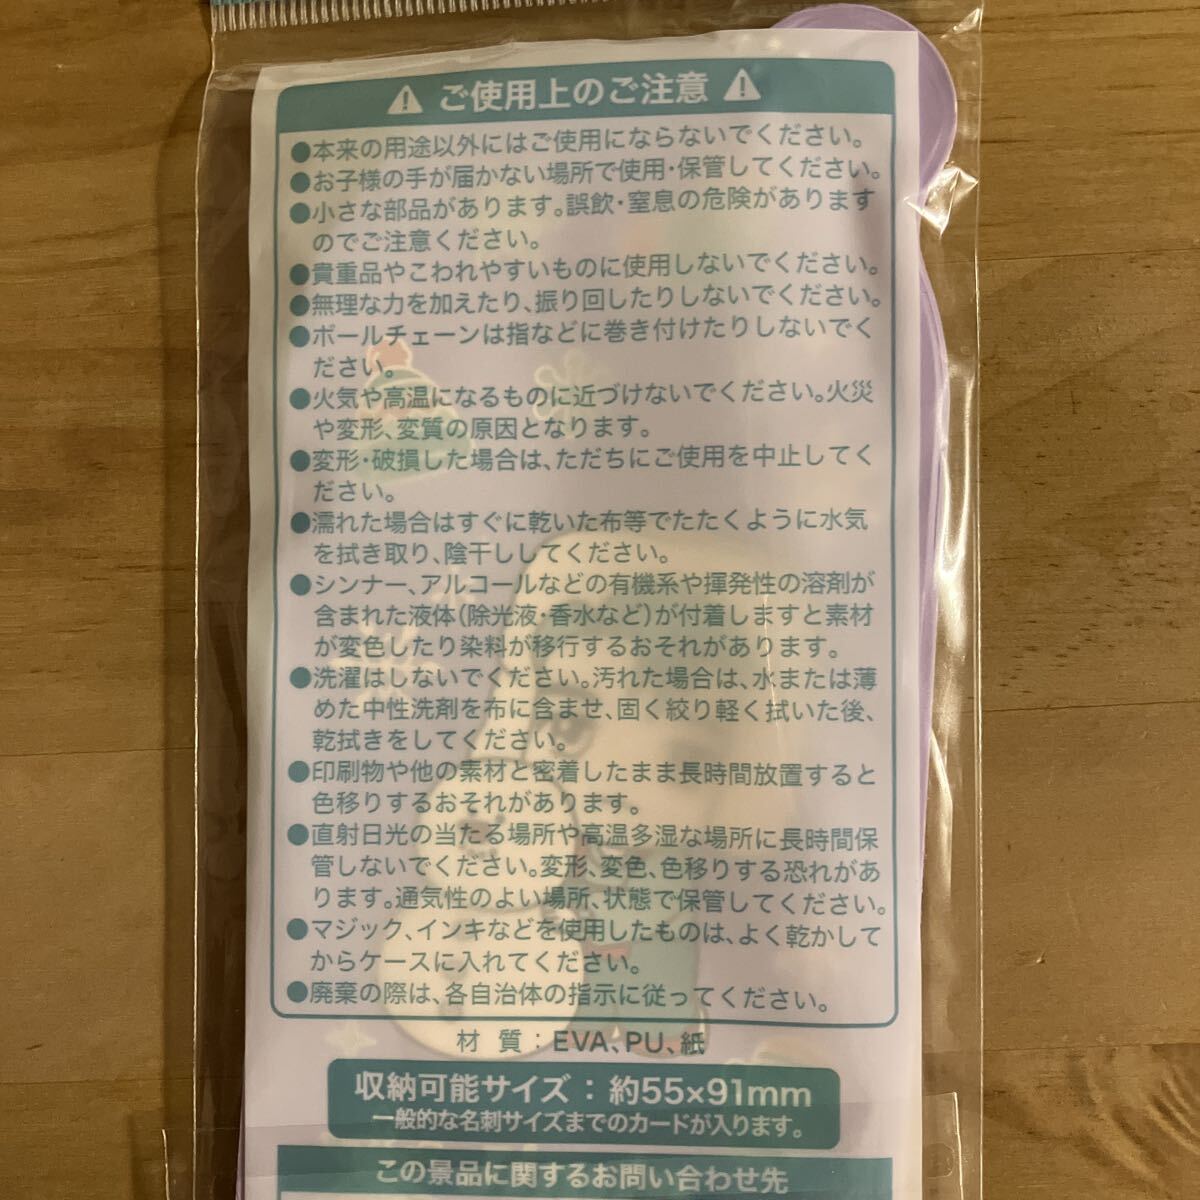 ⚠ ご使用上のご注意 ⚠
●本来の用途以外にはご使用にならないでください。
●お子様の手が届かない場所で使用・保管してください。
●小さな部品があります。誤飲・窒息の危険があります
のでご注意ください。
●貴重品やこわれやすいものに使用しないでください。
●無理な力を加えたり、振り回したりしないでください。
●ボールチェーンは指などに巻き付けたりしないでく
ださい。
●火気や高温になるものに近づけないでください。火災
や変形、変質の原因となります。
●変形・破損した場合は、ただちにご使用を中止してく
ださい。
●濡れた場合はすぐに乾いた布等でたたくように水気
を拭き取り、陰干ししてください。
●シンナー、アルコールなどの有機系や揮発性の溶剤が
含まれた液体(除光液・香水など)が付着しますと素材
が変色したり染料が移行するおそれがあります。
●洗濯はしないでください。汚れた場合は、水または薄
めた中性洗剤を布に含ませ、固く絞り軽く拭いた後、
乾拭きをしてください。
●印刷物や他の素材と密着したまま長時間放置すると
色移りするおそれがあります。
●直射日光の当たる場所や高温多湿な場所に長時間保
管しないでください。変形、変色、色移りする恐れがあ
ります。通気性のよい場所、状態で保管してください。
●マジック、インキなどを使用したものは、よく乾かして
からケースに入れてください。
●廃棄の際は、各自治体の指示に従ってください。
材 質 : EVA、PU、紙
収納可能サイズ : 約55×91mm
一般的な名刺サイズまでのカードが入ります。
この景品に関するお問い合わせ先